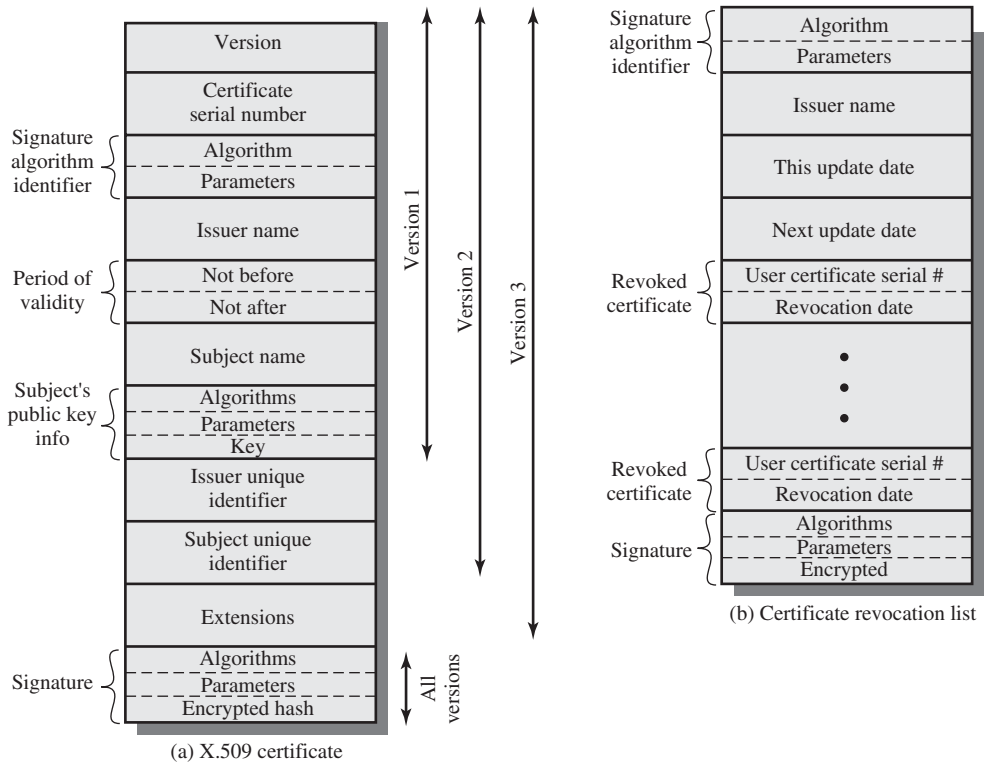 Version
Certificate
serial number
Signature
algorithm
identifier
Algorithm
Parameters
Issuer name
Period of
validity
Not before
Not after
Subject name
Subject's
public key
info
Algorithms
Parameters
Key
Issuer unique
identifier
Subject unique
identifier
Extensions
Signature
Algorithms
Parameters
Encrypted hash
Version 1
Version 2
Version 3
All
versions
(a) X.509 certificate
Signature
algorithm
identifier
Algorithm
Parameters
Issuer name
This update date
Next update date
Revoked
certificate
User certificate serial #
Revocation date
Revoked
certificate
User certificate serial #
Revocation date
Signature
Algorithms
Parameters
Encrypted
(b) Certificate revocation list